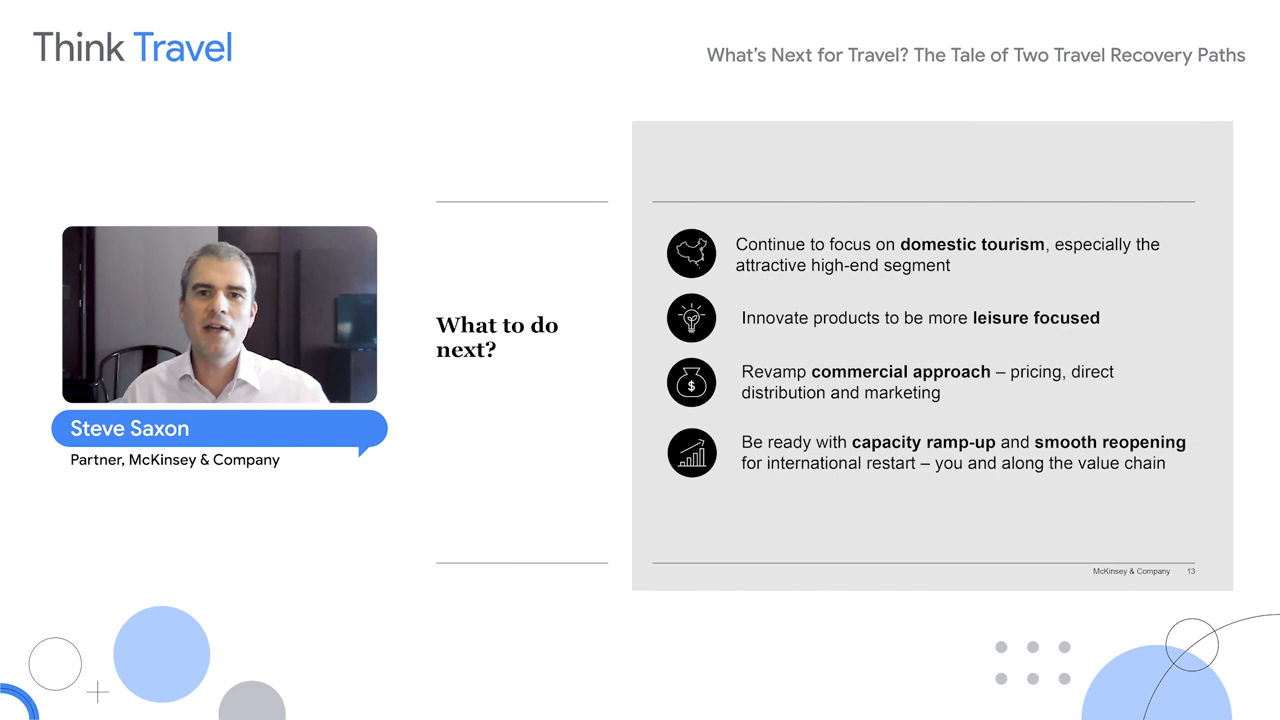 Think Travel
What's Next for Travel? The Tale of Two Travel Recovery Paths
Steve Saxon
Partner, McKinsey & Company
What to do
next?
Continue to focus on domestic tourism, especially the
attractive high-end segment
Innovate products to be more leisure focused
Revamp commercial approach – pricing, direct
distribution and marketing
$
Be ready with capacity ramp-up and smooth reopening
for international restart – you and along the value chain
McKinsey & Company 13